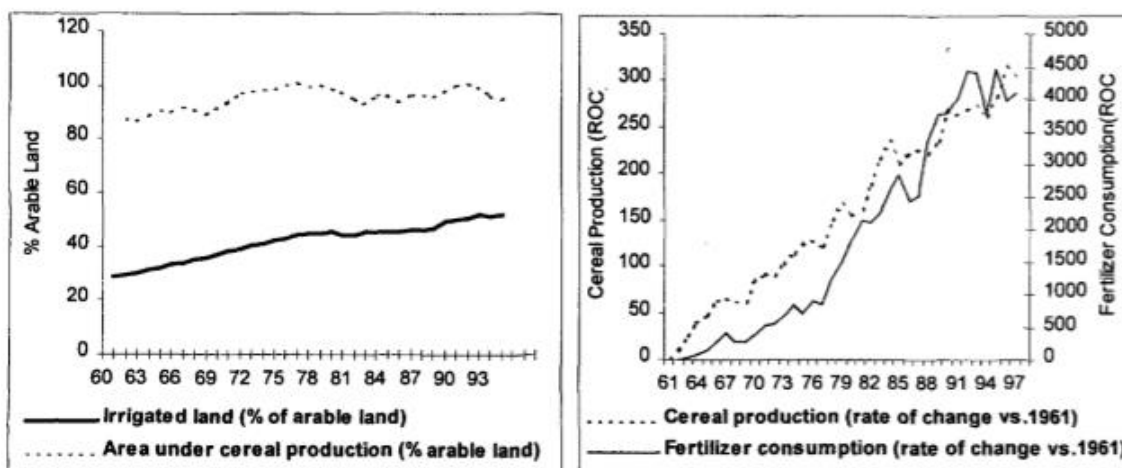 120
100
80
60
40
20
0
% Arable Land
60 63 66 69 72 75 78 81 84 87 90 93
Irrigated land (% of arable land)
Area under cereal production (% arable land)
350
300
250
200
150
100
50
0
Cereal Production (ROC)
5000
4500
4000
3500
3000
2500
2000
1500
1000
500
0
Fertilizer Consumption(ROC
61 64 67 70 73 76 79 82 85 88 91 94 97
Cereal production (rate of change vs.1961)
Fertilizer consumption (rate of change vs.1961)